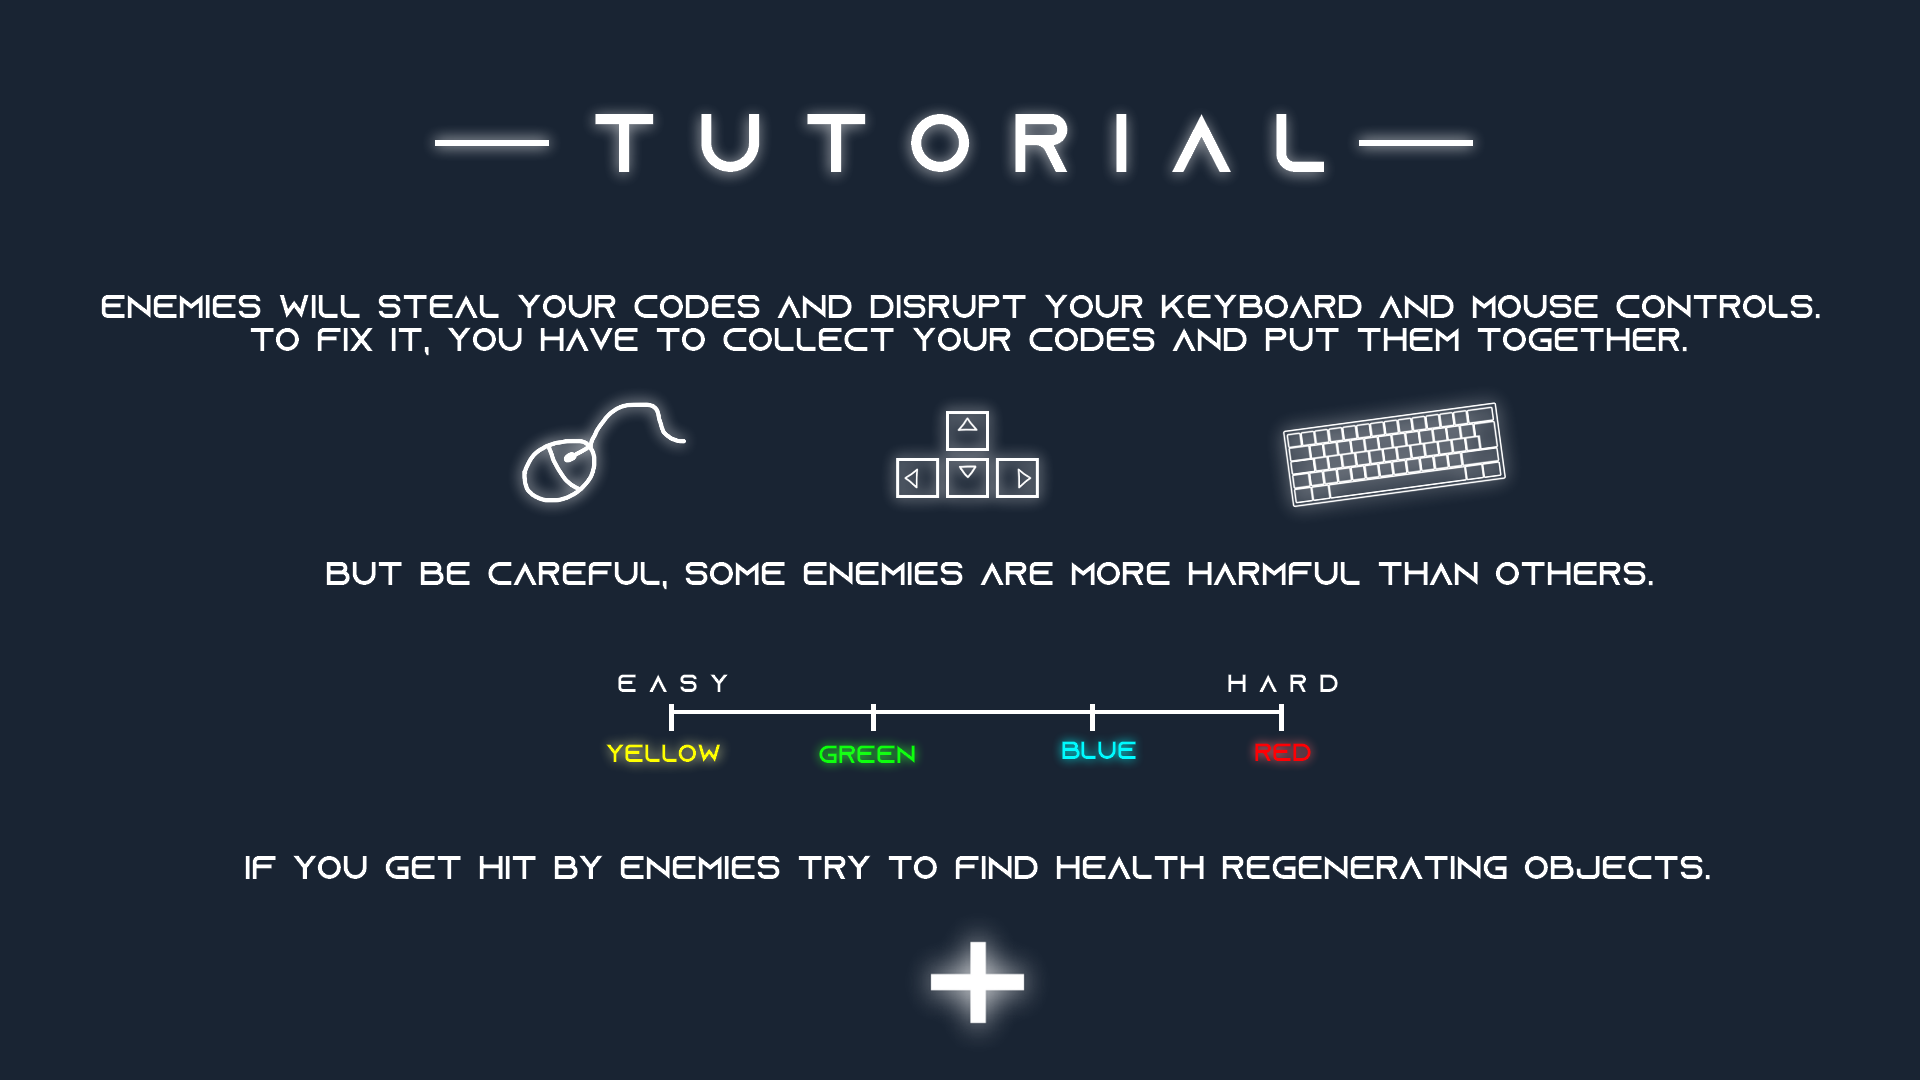 TUTORIAL
ENEMIES WILL STEAL YOUR CODES AND DISRUPT YOUR KEYBOARD AND MOUSE CONTROLS.
TO FIX IT, YOU HAVE TO COLLECT YOUR CODES AND PUT THEM TOGETHER.
BUT BE CAREFUL, SOME ENEMIES ARE MORE HARMFUL THAN OTHERS.
EASY HARD
YELLOW GREEN BLUE RED
IF YOU GET HIT BY ENEMIES TRY TO FIND HEALTH REGENERATING OBJECTS.